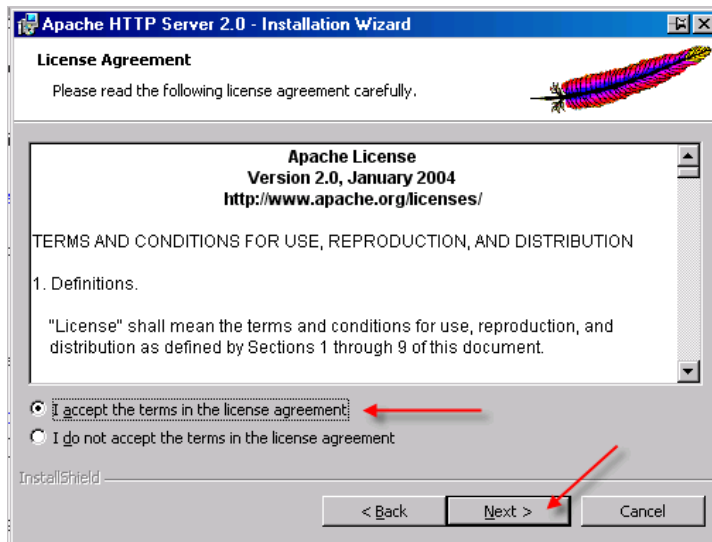 Apache HTTP Server 2.0 - Installation Wizard
License Agreement
Please read the following license agreement carefully.
Apache License
Version 2.0, January 2004
http://www.apache.org/licenses/
TERMS AND CONDITIONS FOR USE, REPRODUCTION, AND DISTRIBUTION
1. Definitions.
"License" shall mean the terms and conditions for use, reproduction, and
distribution as defined by Sections 1 through 9 of this document.
I accept the terms in the license agreement
I do not accept the terms in the license agreement
InstallShield
< Back Next > Cancel